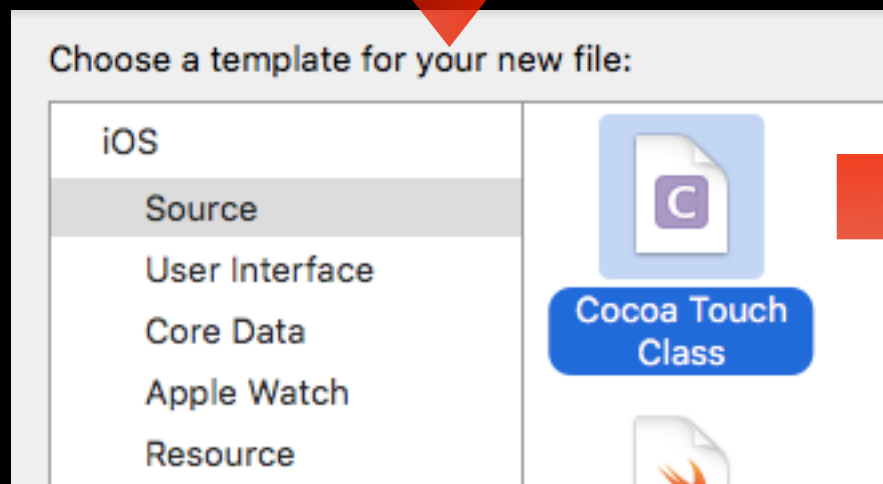 Choose a template for your new file:
iOS
Source
User Interface
Core Data
Apple Watch
Resource
C
Cocoa Touch
Class